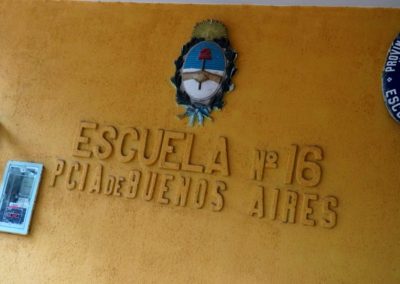 ESCUELA Nº 16
PCIA DE BUENOS AIRES